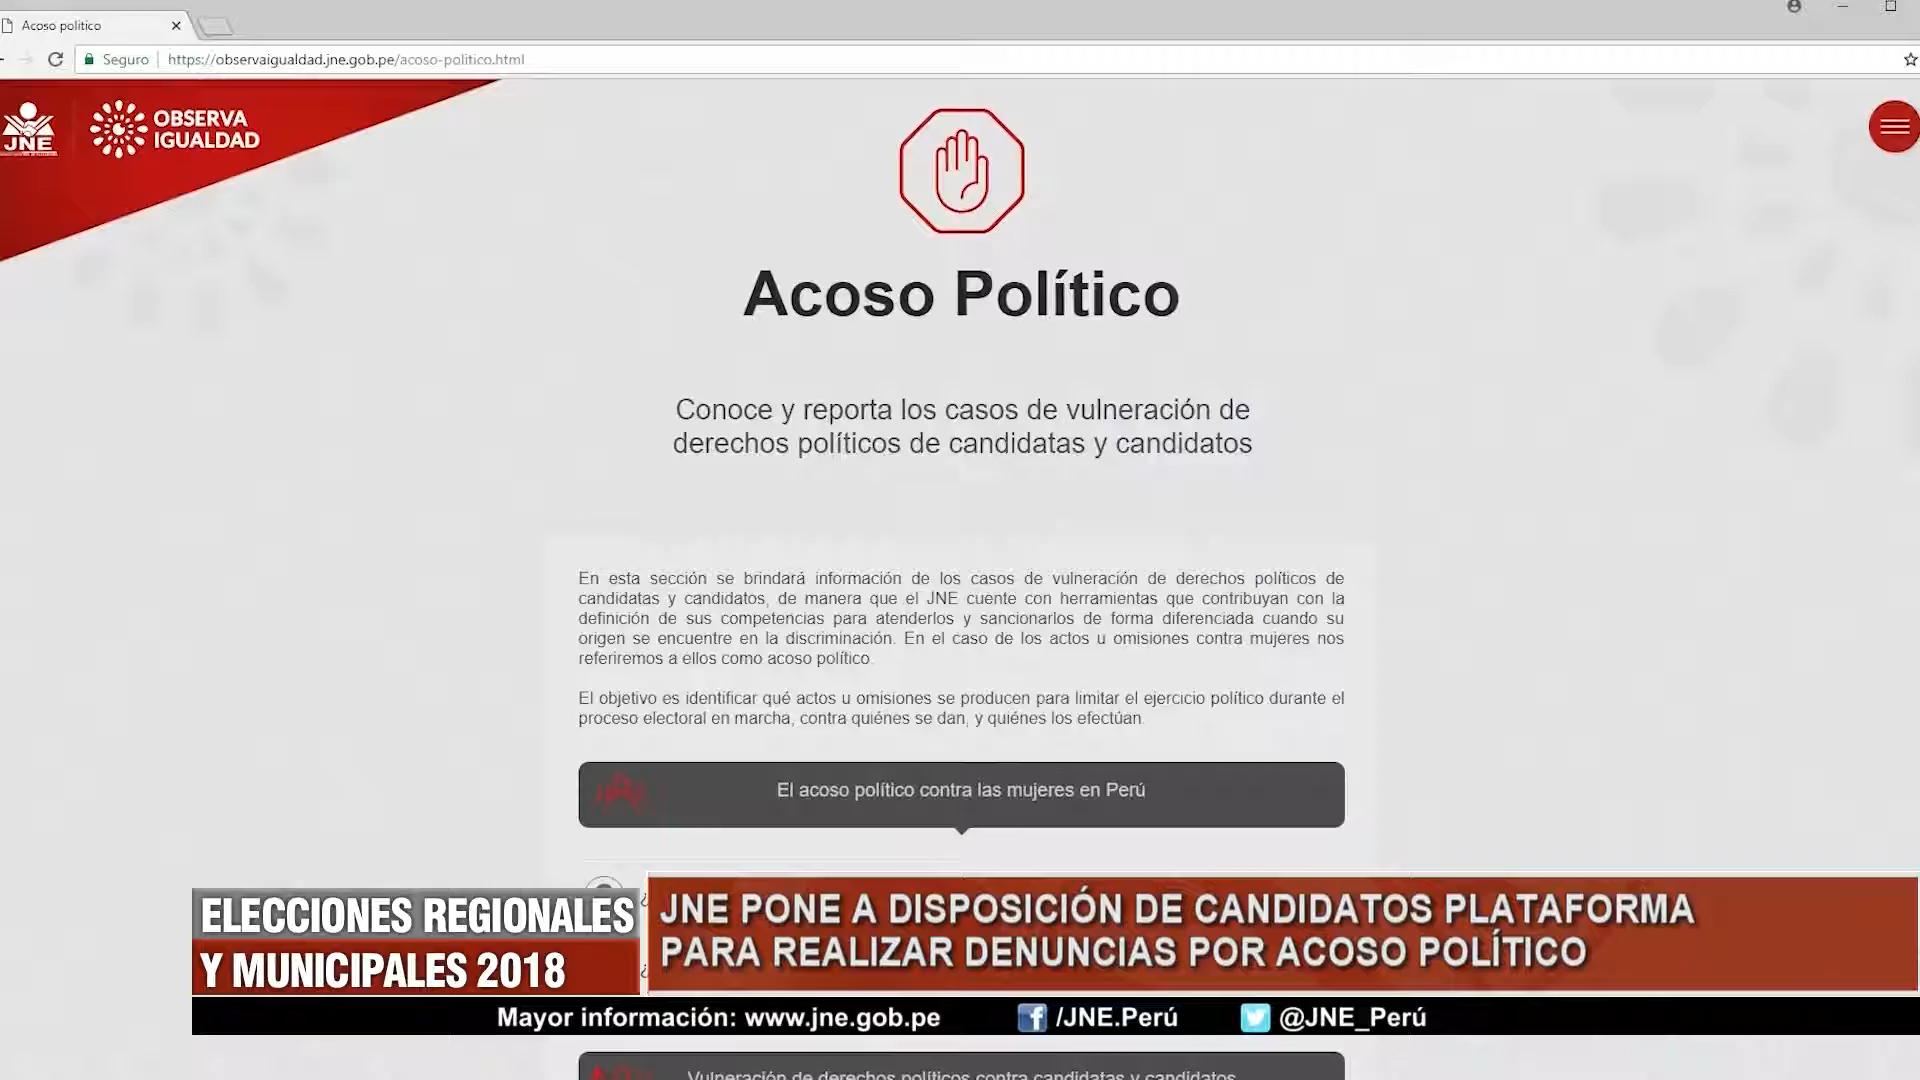 Acoso politico
Seguro
https://observaigualdad.jne.gob.pe/acoso-politico.html
JNE
OBSERVA
IGUALDAD
Acoso Político
Conoce y reporta los casos de vulneración de
derechos políticos de candidatas y candidatos
En esta sección se brindará información de los casos de vulneración de derechos políticos de
candidatas y candidatos, de manera que el JNE cuente con herramientas que contribuyan con la
definición de sus competencias para atenderlos y sancionarlos de forma diferenciada cuando su
origen se encuentre en la discriminación. En el caso de los actos u omisiones contra mujeres nos
referiremos a ellos como acoso político.
El objetivo es identificar qué actos u omisiones se producen para limitar el ejercicio político durante el
proceso electoral en marcha, contra quiénes se dan, y quiénes los efectúan.
El acoso político contra las mujeres en Perú
ELECCIONES REGIONALES
Y MUNICIPALES 2018
JNE PONE A DISPOSICIÓN DE CANDIDATOS PLATAFORMA
PARA REALIZAR DENUNCIAS POR ACOSO POLÍTICO
Mayor información: www.jne.gob.pe
/JNE.Perú
@JNE_Perú
Vulneración de derechos políticos contra candidatas y candidatos